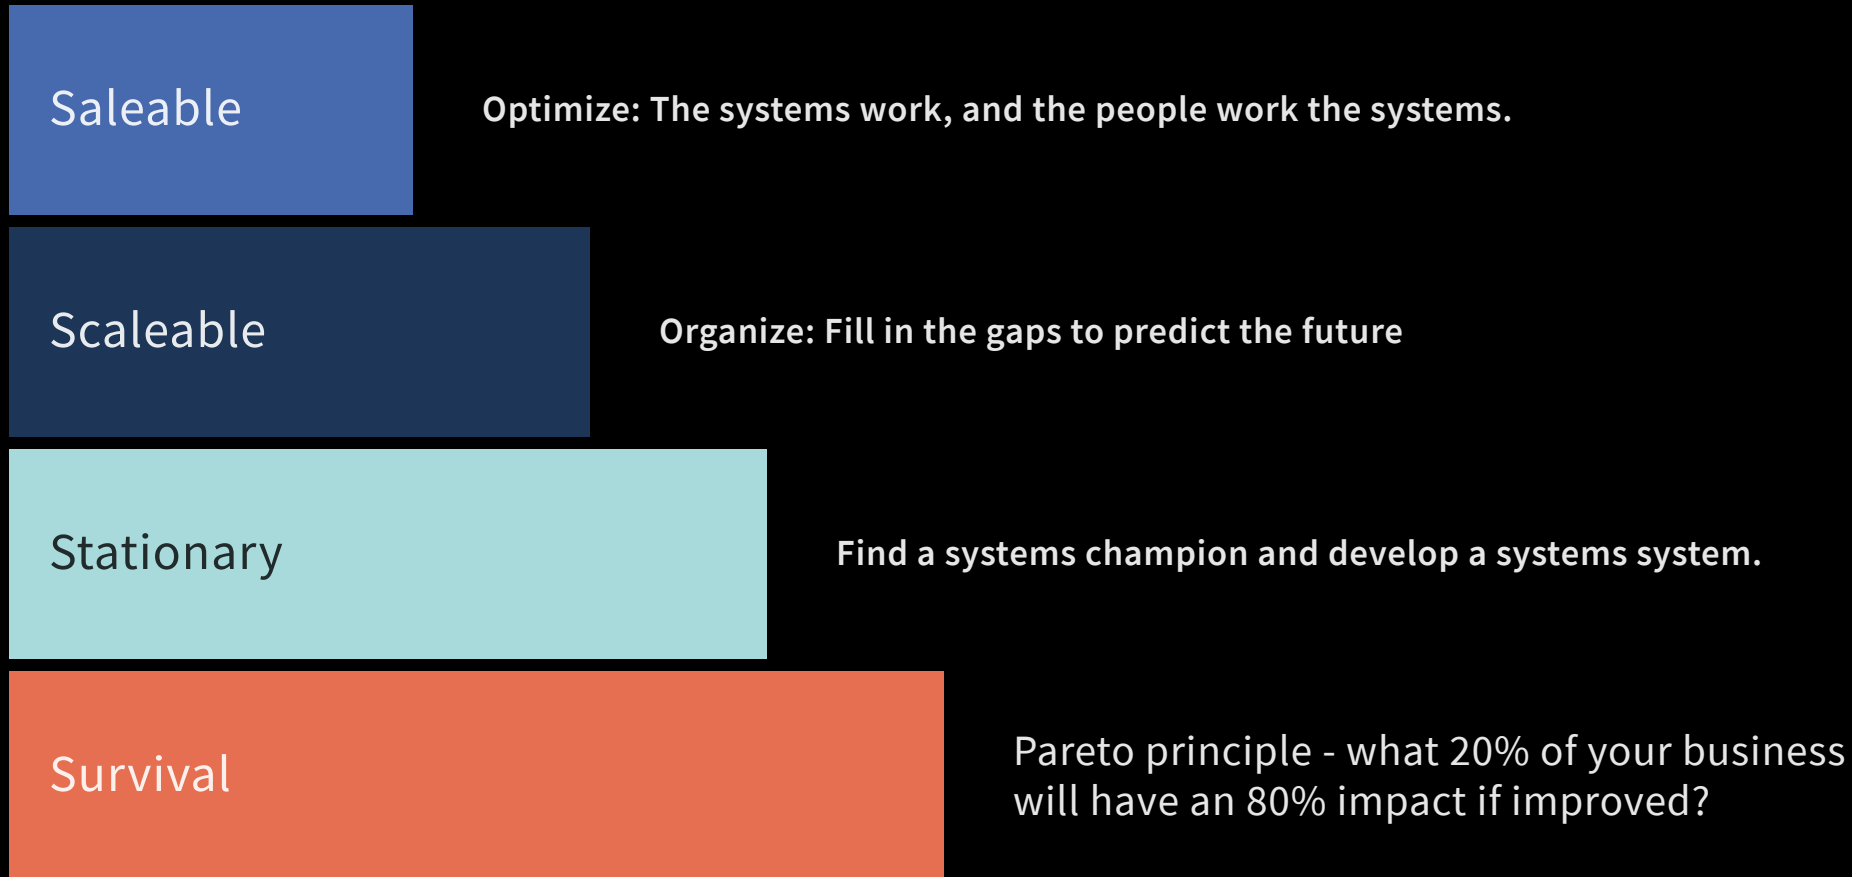 Saleable
Optimize: The systems work, and the people work the systems.
Scaleable
Organize: Fill in the gaps to predict the future
Stationary
Find a systems champion and develop a systems system.
Survival
Pareto principle - what 20% of your business
will have an 80% impact if improved?